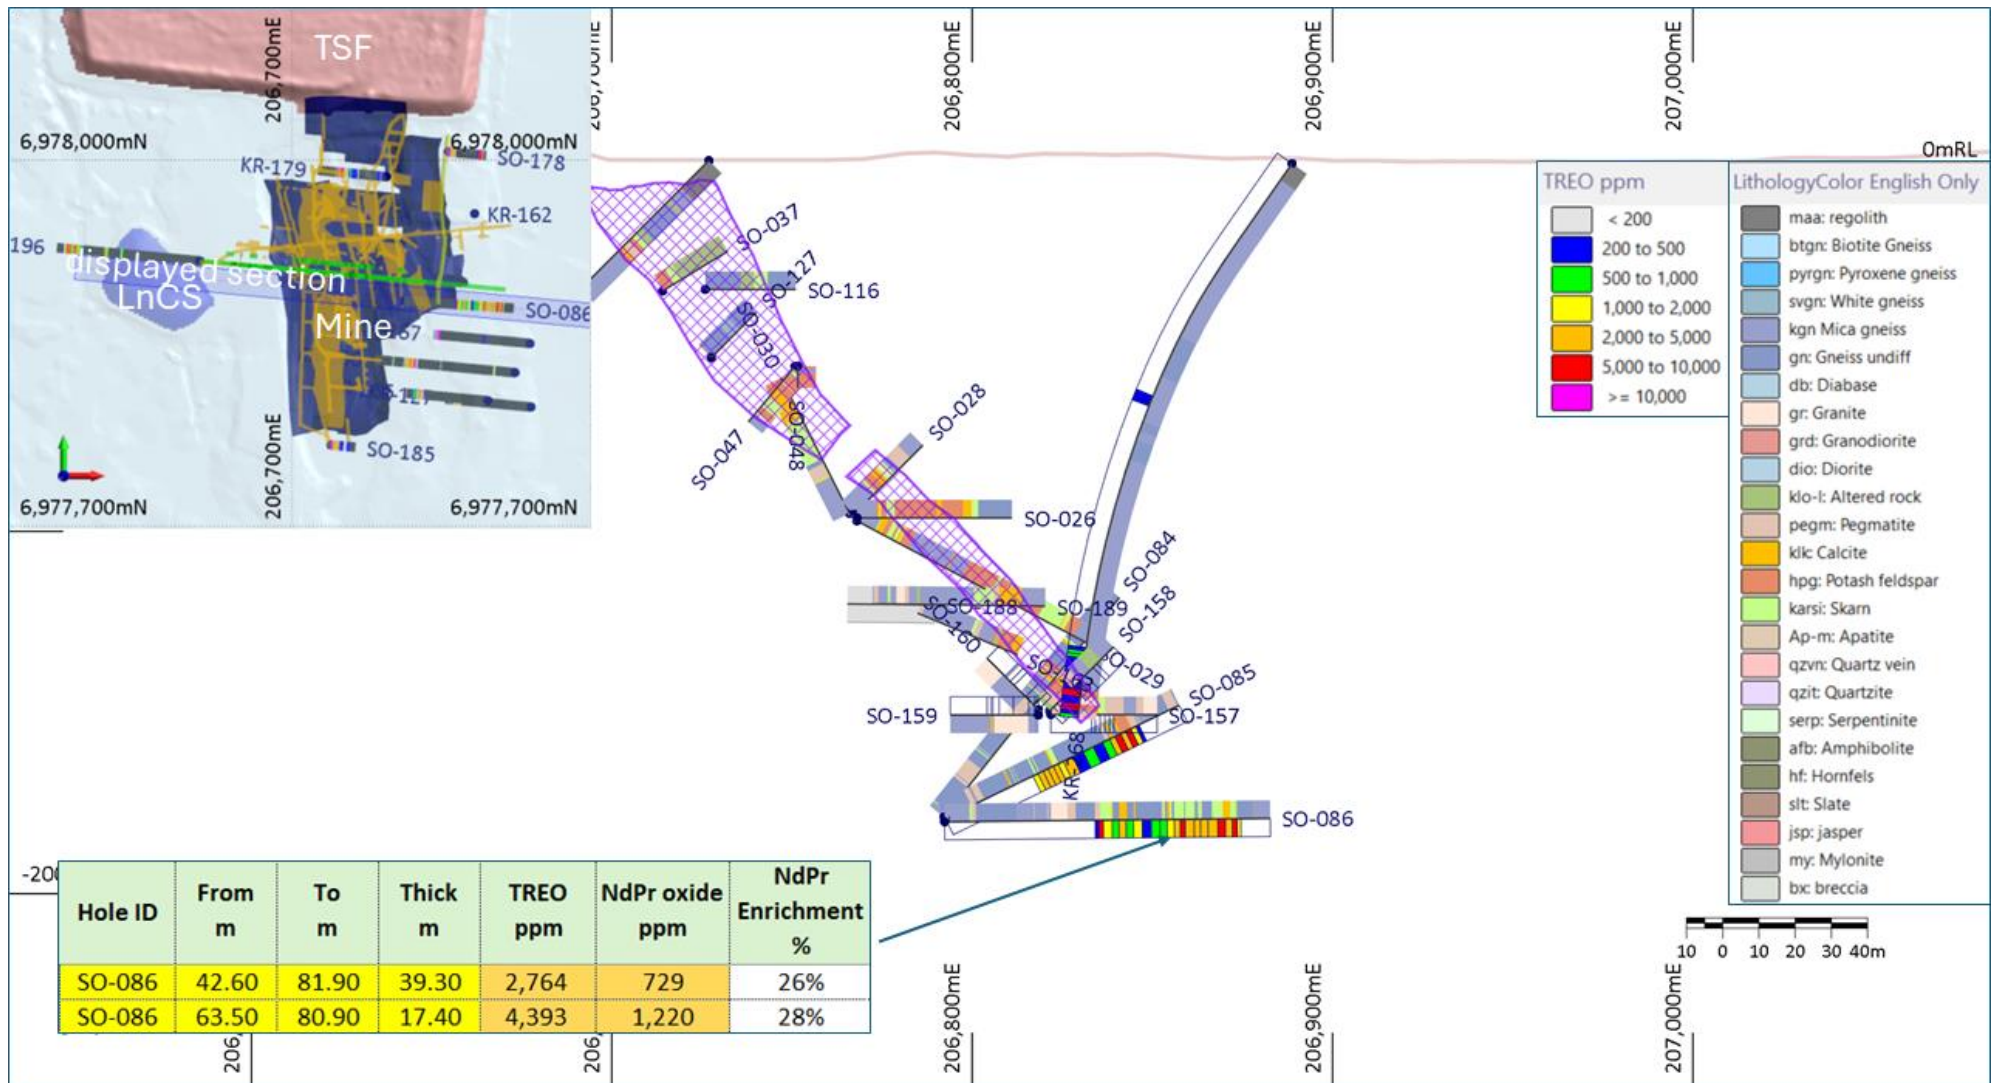 TSF
206,700mE
6,978,000mN
6,978,000mN
KR-179
SO-178
KR-162
196
displayed section
LnCS
SO-086
Mine
SO-185
206,700mE
6,977,700mN
6,977,700mN
206,800mE
206,900mE
207,000mE
0mRL
SO-037
SO-127
SO-116
SO-030
SO-048
SO-047
SO-028
SO-026
SO-084
SO-158
SO-188
SO-189
SO-160
SO-029
SO-085
SO-159
SO-157
SO-086
TREO ppm
< 200
200 to 500
500 to 1,000
1,000 to 2,000
2,000 to 5,000
5,000 to 10,000
>= 10,000
LithologyColor English Only
maa: regolith
btgn: Biotite Gneiss
pyrgn: Pyroxene gneiss
svgn: White gneiss
kgn Mica gneiss
gn: Gneiss undiff
db: Diabase
gr: Granite
grd: Granodiorite
dio: Diorite
klo-l: Altered rock
pegm: Pegmatite
klk: Calcite
hpg: Potash feldspar
karsi: Skarn
Ap-m: Apatite
qzvn: Quartz vein
qzit: Quartzite
serp: Serpentinite
afb: Amphibolite
hf: Hornfels
slt: Slate
jsp: jasper
my: Mylonite
bx: breccia
10 0 10 20 30 40m
Hole ID From m To m Thick m TREO ppm NdPr oxide ppm NdPr Enrichment %
SO-086 42.60 81.90 39.30 2,764 729 26%
SO-086 63.50 80.90 17.40 4,393 1,220 28%
206,800mE
206,900mE
207,000mE